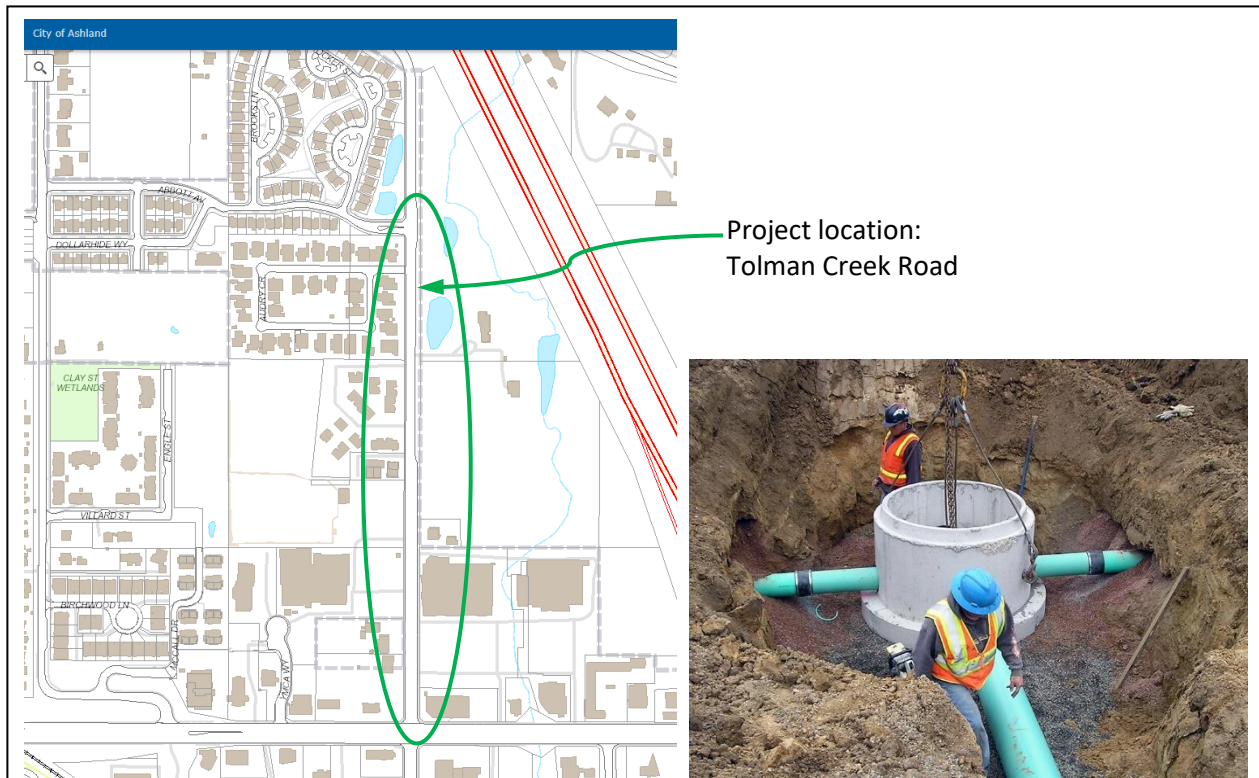 City of Ashland
BROOKS LN
ABBOTT AV
DOLLARHIDE WY
AUDRY CR
CLAY ST
WETLANDS
ENGLE ST
VILLARD ST
BIRCHWOOD LN
MCCALL DR
YMCA WY
Project location:
Tolman Creek Road